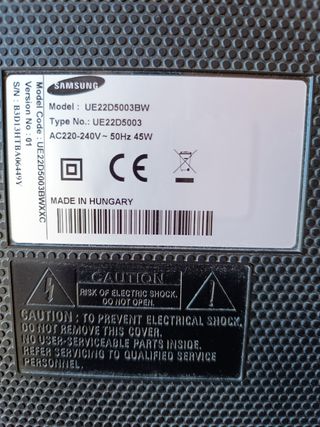 SAMSUNG
Model : UE22D5003BW
Type No.: UE22D5003
AC220-240V~ 50Hz 45W
CE
MADE IN HUNGARY
Model Code : UE22D5003BWXXC
Version No : 01
S/N : B3D13HTBA06449Y
CAUTION
RISK OF ELECTRIC SHOCK.
DO NOT OPEN.
CAUTION : TO PREVENT ELECTRICAL SHOCK,
DO NOT REMOVE THIS COVER.
NO USER-SERVICEABLE PARTS INSIDE.
REFER SERVICING TO QUALIFIED SERVICE
PERSONNEL.